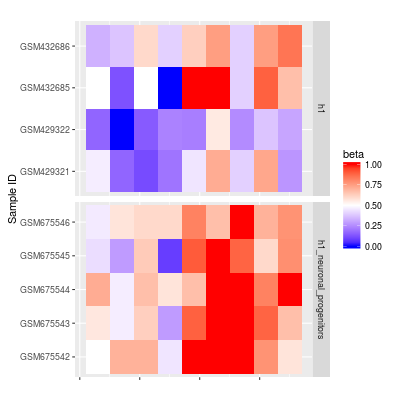 Sample ID
GSM432686
GSM432685
GSM429322
GSM429321
h1
GSM675546
GSM675545
GSM675544
GSM675543
GSM675542
h1_neuronal_progenitors
beta
1.00
0.75
0.50
0.25
0.00